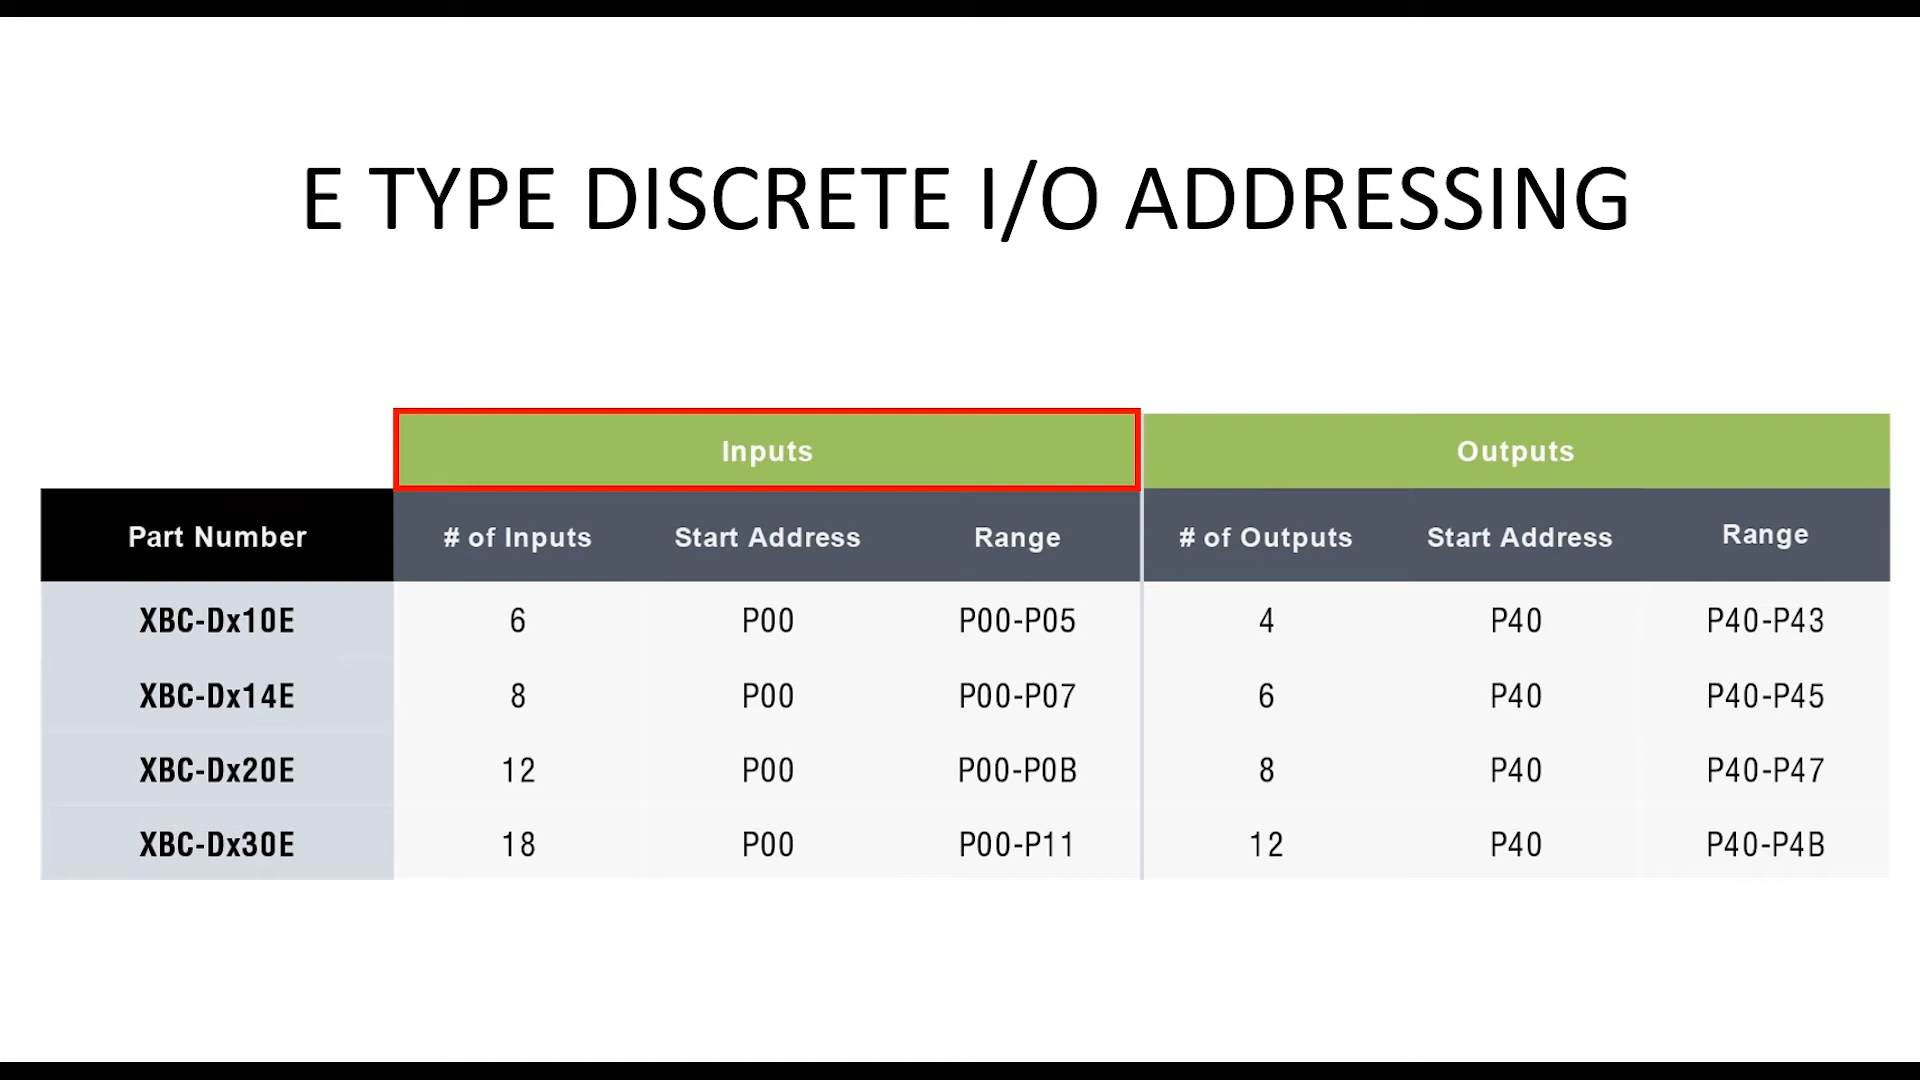 E TYPE DISCRETE I/O ADDRESSING
Inputs Outputs
Part Number # of Inputs Start Address Range # of Outputs Start Address Range
XBC-Dx10E 6 P00 P00-P05 4 P40 P40-P43
XBC-Dx14E 8 P00 P00-P07 6 P40 P40-P45
XBC-Dx20E 12 P00 P00-P0B 8 P40 P40-P47
XBC-Dx30E 18 P00 P00-P11 12 P40 P40-P4B